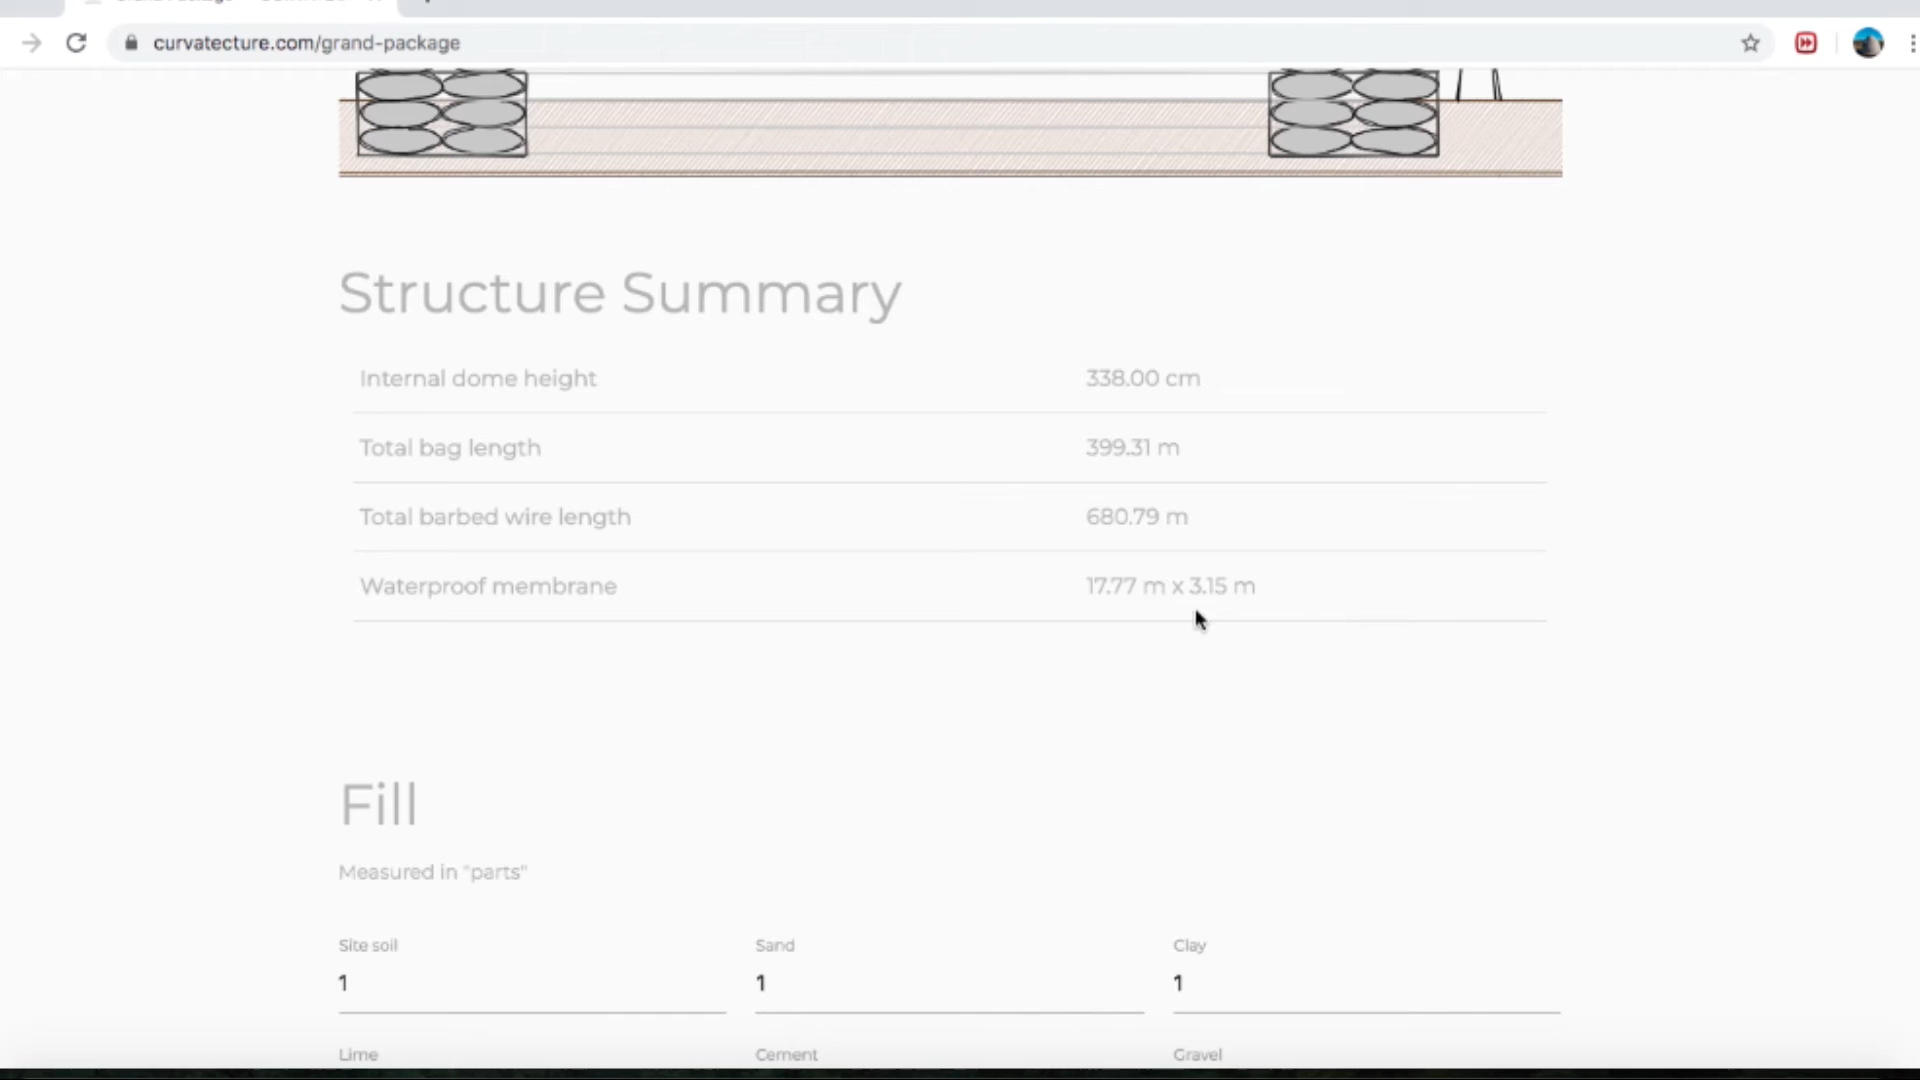 curvatecture.com/grand-package
Structure Summary
Internal dome height 338.00 cm
Total bag length 399.31 m
Total barbed wire length 680.79 m
Waterproof membrane 17.77 m x 3.15 m
Fill
Measured in "parts"
Site soil Sand Clay
1 1 1
Lime Cement Gravel